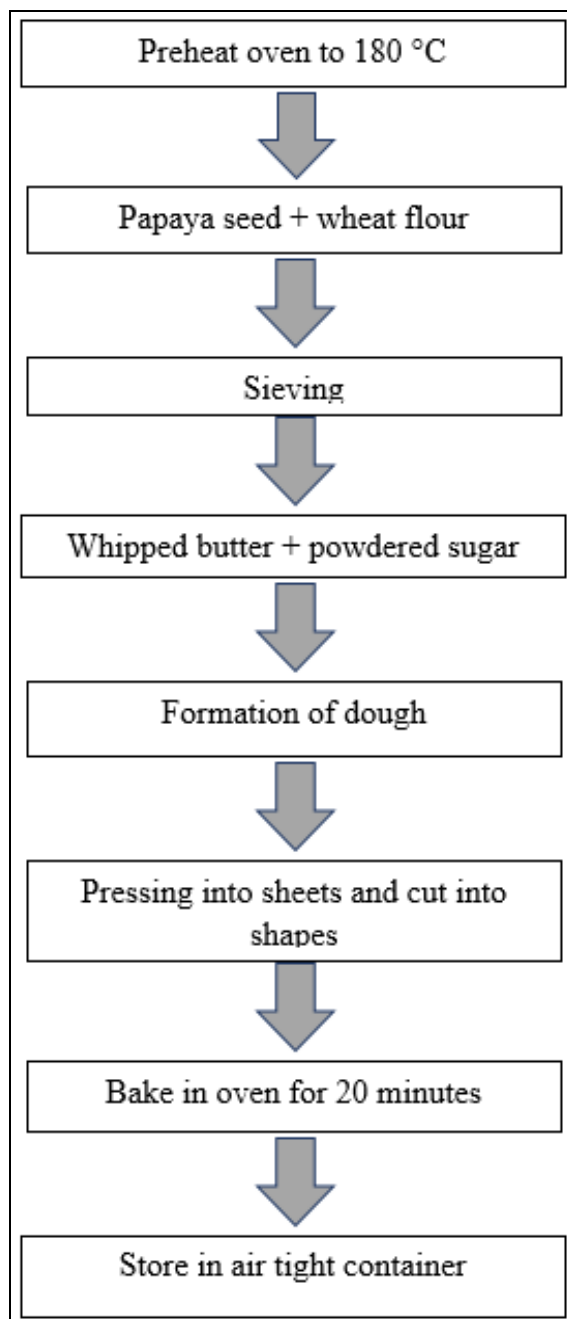 Preheat oven to 180 °C
Papaya seed + wheat flour
Sieving
Whipped butter + powdered sugar
Formation of dough
Pressing into sheets and cut into
shapes
Bake in oven for 20 minutes
Store in air tight container